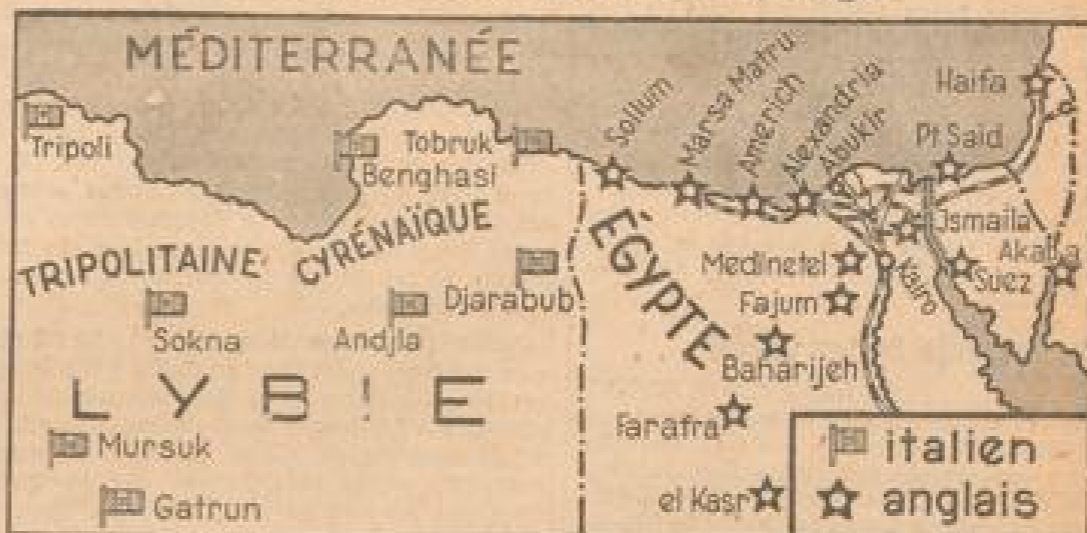 MÉDITERRANÉE
Tripoli
Benghasi
Tobruk
Sollum
Marsa Matru
Americh
Alexandria
Abukir
Pt Said
Haifa
TRIPOLITAINE
CYRÉNAÏQUE
ÉGYPTE
Jsmaila
Akaba
Suez
Kairo
Medinetel
Fajum
Djarabub
Sokna
Andjla
Baharijeh
LYBIE
Farafra
Mursuk
Gatrun
el Kasr
italien
anglais